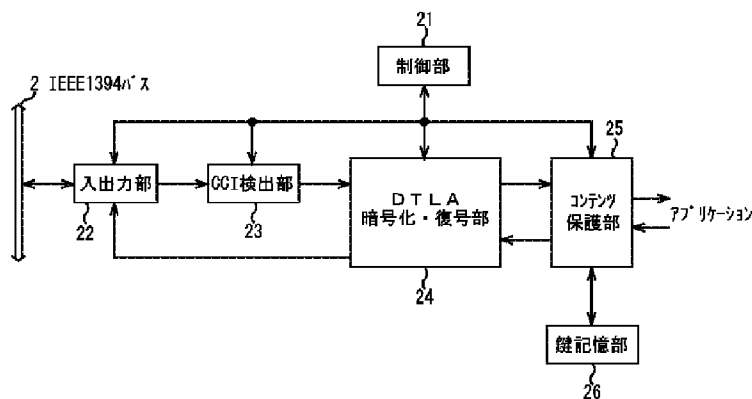 21
制御部
2 IEEE1394ﾊﾞｽ
25
入出力部
CCI検出部
DTLA
暗号化・復号部
コンテンツ
保護部
アプリケーション
22
23
24
鍵記憶部
26